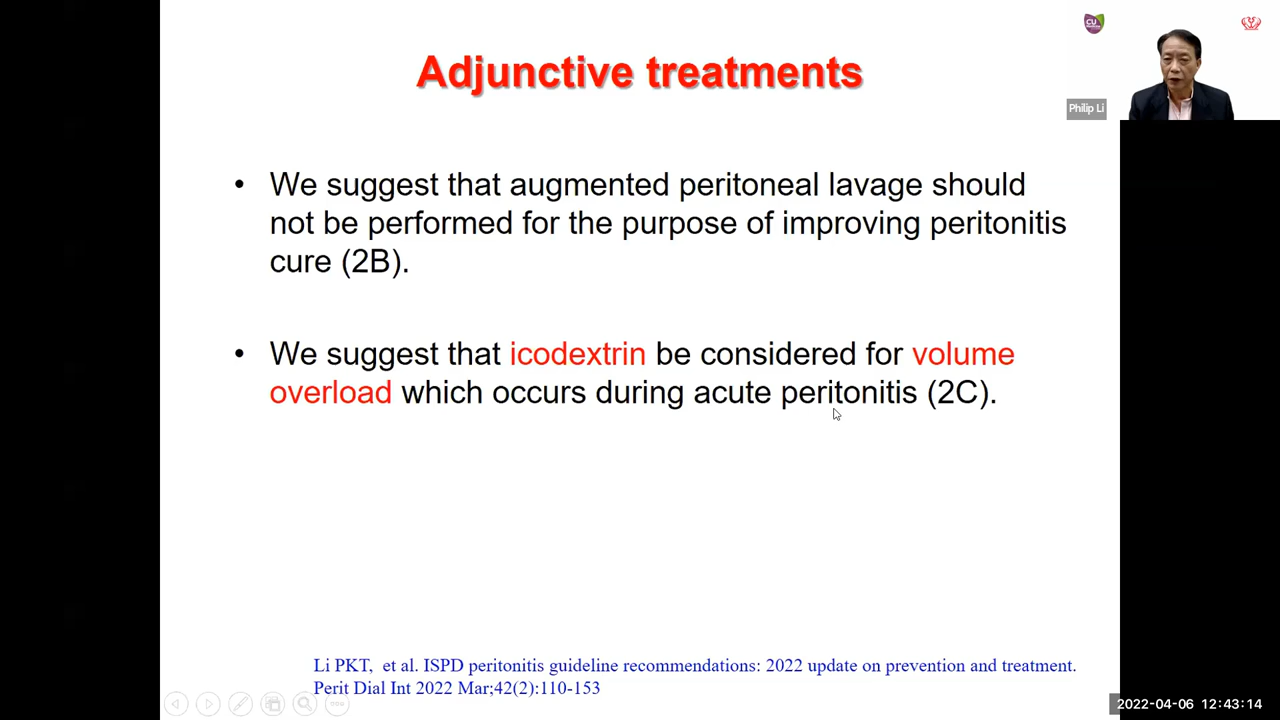 Adjunctive treatments
CU
Philip Li
• We suggest that augmented peritoneal lavage should
not be performed for the purpose of improving peritonitis
cure (2B).
• We suggest that icodextrin be considered for volume
overload which occurs during acute peritonitis (2C).
Li PKT, et al. ISPD peritonitis guideline recommendations: 2022 update on prevention and treatment.
Perit Dial Int 2022 Mar;42(2):110-153
2022-04-06 12:43:14